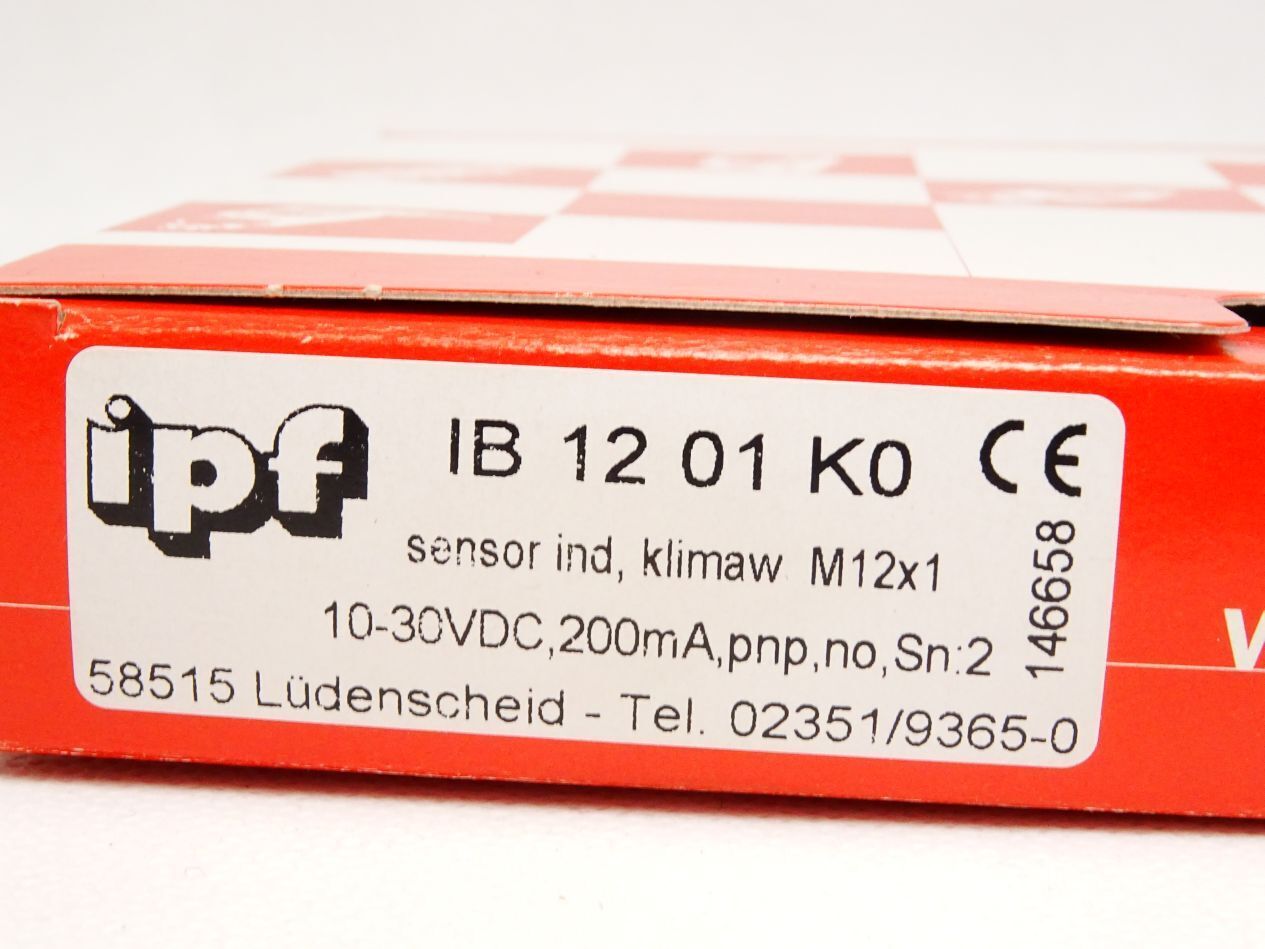 ipf
IB 12 01 K0 CE
sensor ind, klimaw M12x1
10-30VDC,200mA,pnp,no,Sn:2
146658
58515 Lüdenscheid - Tel. 02351/9365-0